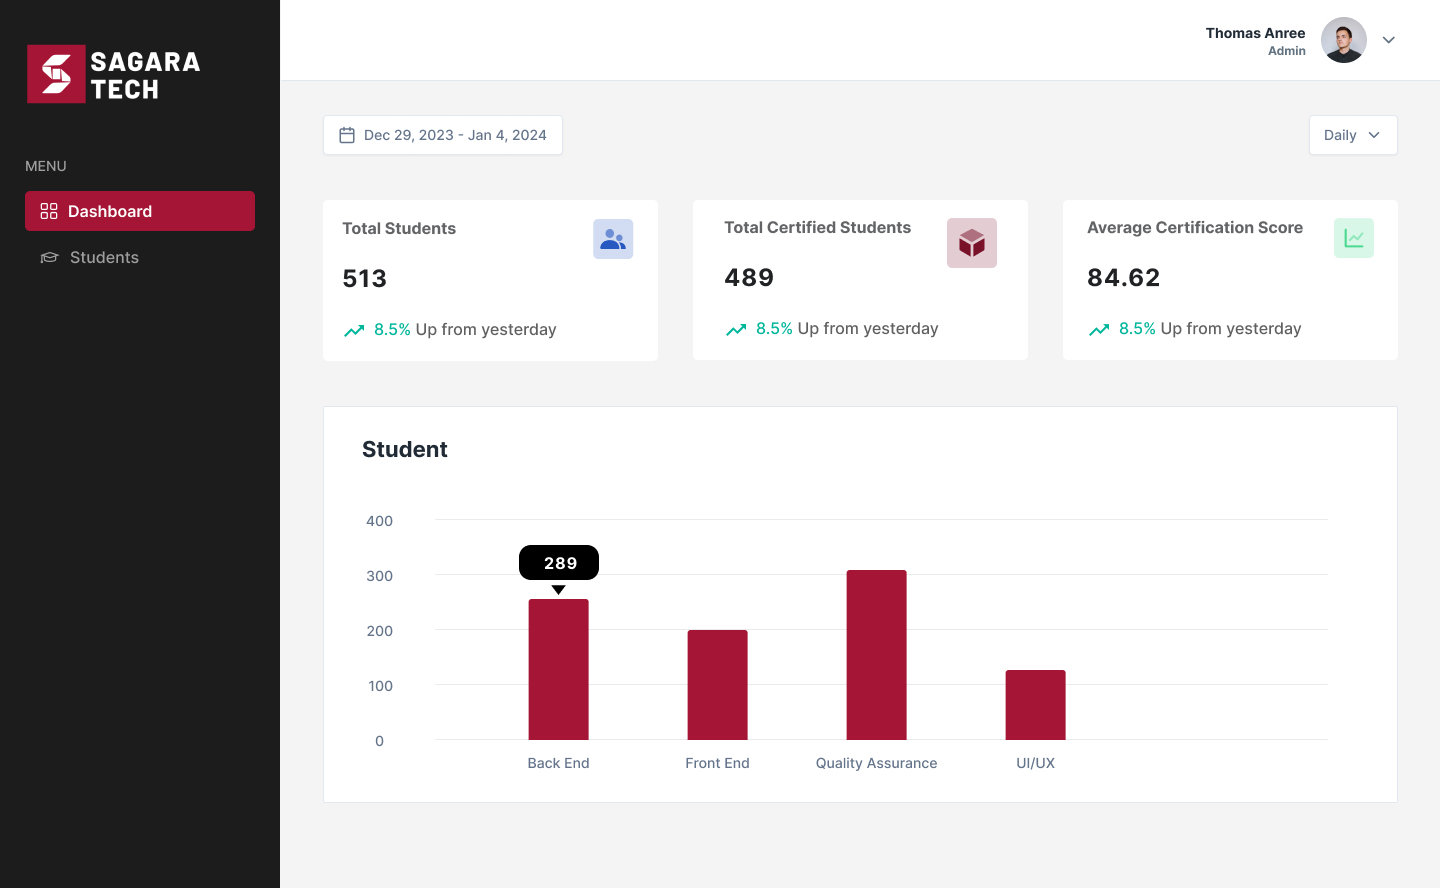 SAGARA
TECH
Thomas Anree
Admin
MENU
Dashboard
Students
Dec 29, 2023 - Jan 4, 2024
Daily
Total Students
513
8.5% Up from yesterday
Total Certified Students
489
8.5% Up from yesterday
Average Certification Score
84.62
8.5% Up from yesterday
Student
400
300
200
100
0
289
Back End
Front End
Quality Assurance
UI/UX